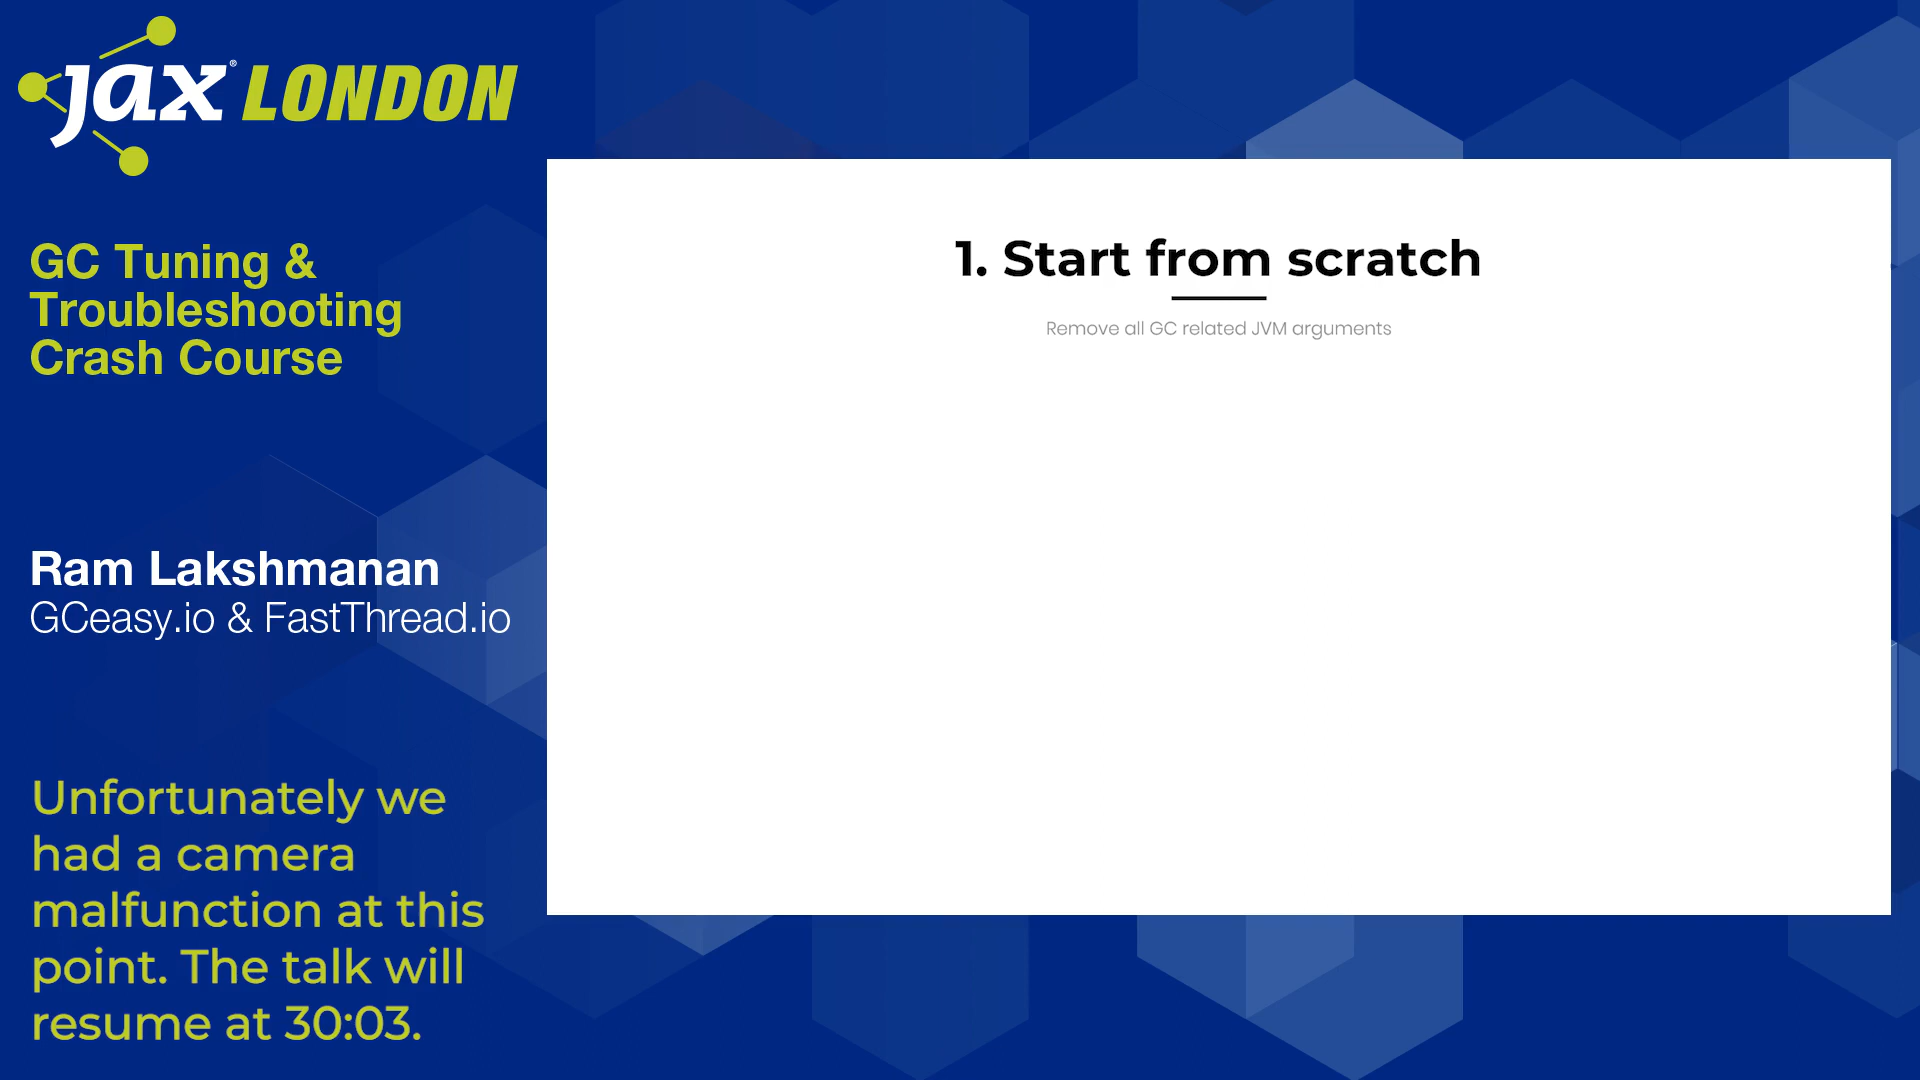 jax® LONDON
GC Tuning &
Troubleshooting
Crash Course
Ram Lakshmanan
GCeasy.io & FastThread.io
Unfortunately we
had a camera
malfunction at this
point. The talk will
resume at 30:03.
1. Start from scratch
Remove all GC related JVM arguments